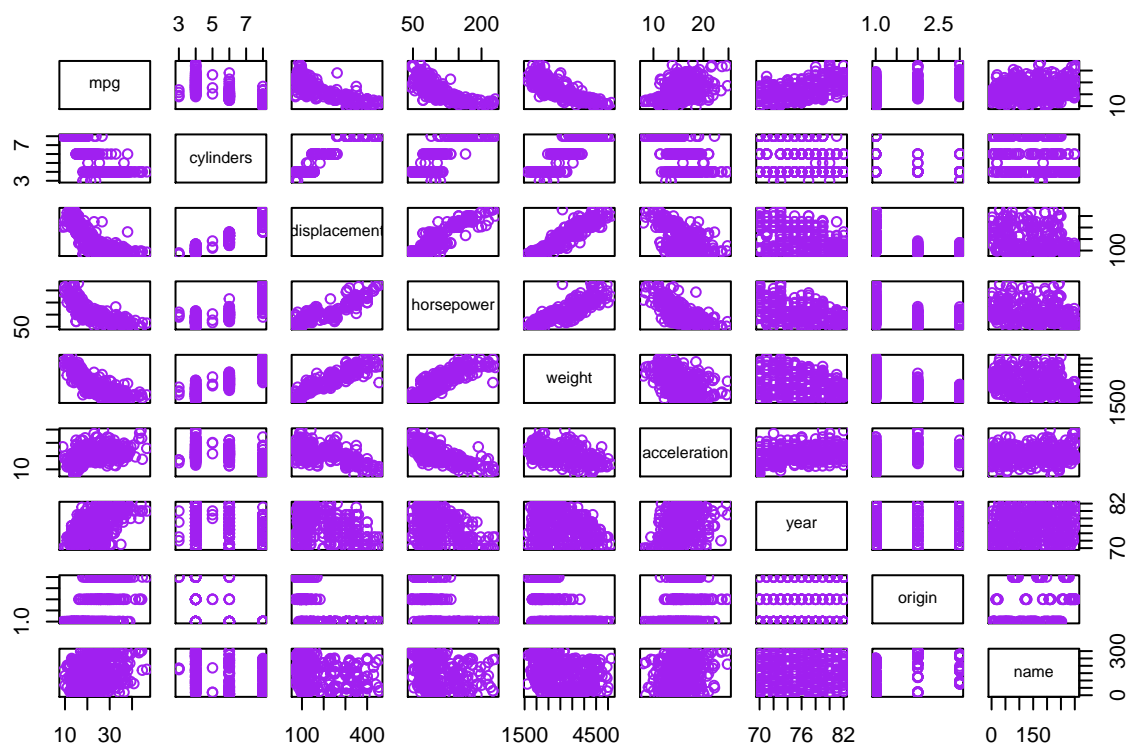 3 5 7 50 200 10 20 1.0 2.5
mpg 10
3 7 cylinders
displacement 100
50 horsepower
weight 1500
10 acceleration
year 70 82
1.0 origin
name 0 300
10 30 100 400 1500 4500 70 76 82 0 150